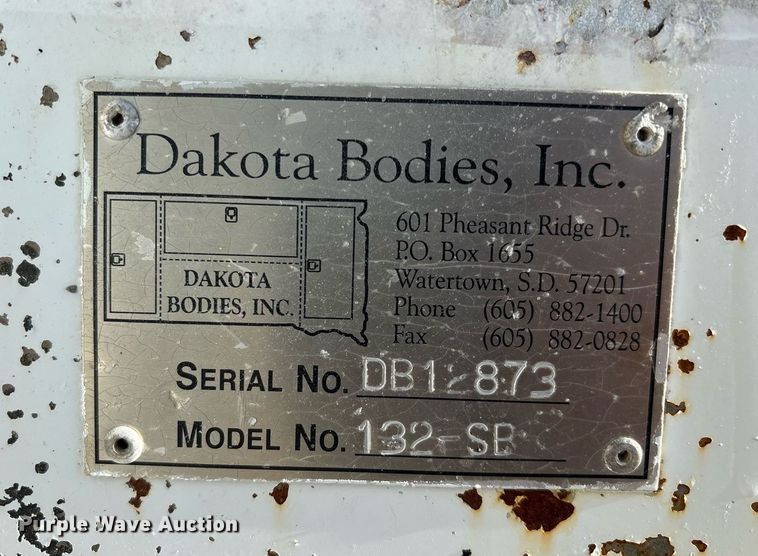 Dakota Bodies, Inc.
DAKOTA
BODIES, INC.
601 Pheasant Ridge Dr.
P.O. Box 1655
Watertown, S.D. 57201
Phone (605) 882-1400
Fax (605) 882-0828
SERIAL NO. DB12873
MODEL NO. 132-SB
Purple Wave Auction